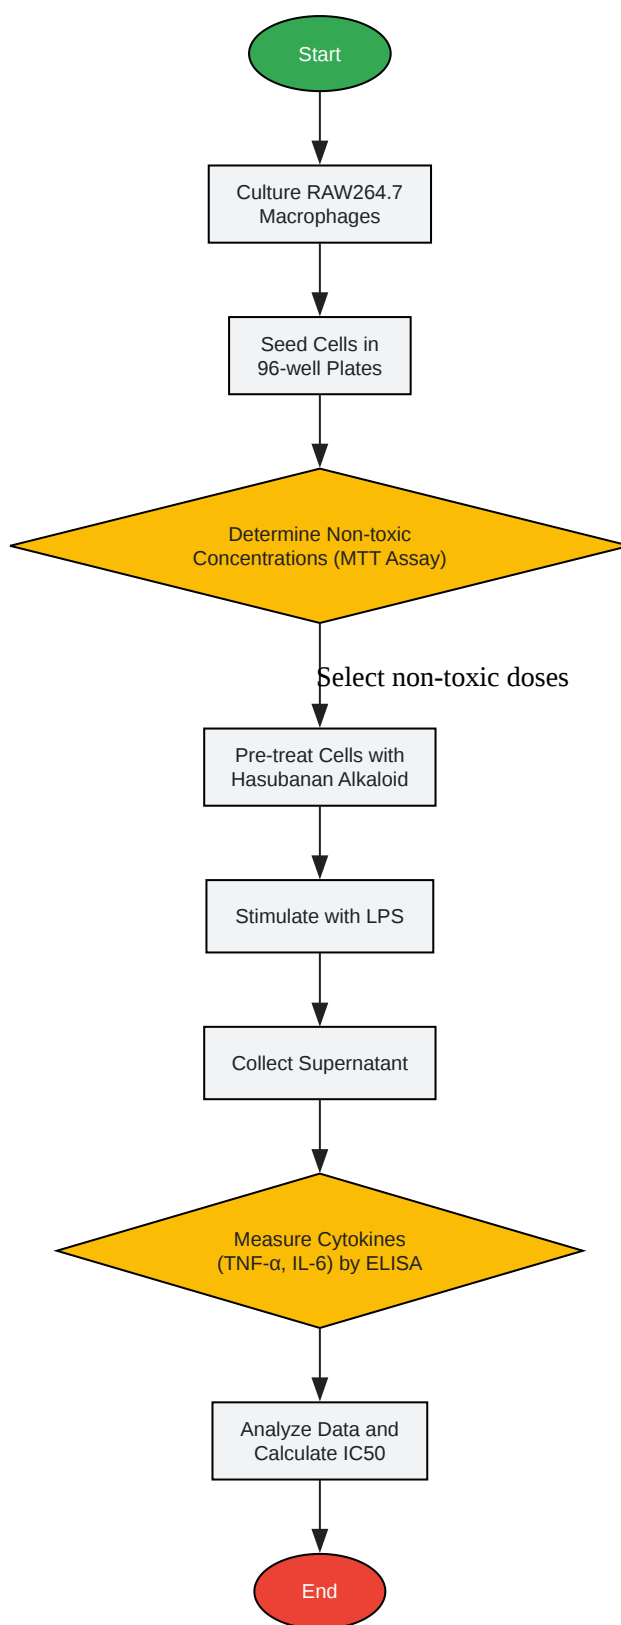 Start
Culture RAW264.7
Macrophages
Seed Cells in
96-well Plates
Determine Non-toxic
Concentrations (MTT Assay)
Select non-toxic doses
Pre-treat Cells with
Hasubanan Alkaloid
Stimulate with LPS
Collect Supernatant
Measure Cytokines
(TNF-α, IL-6) by ELISA
Analyze Data and
Calculate IC50
End